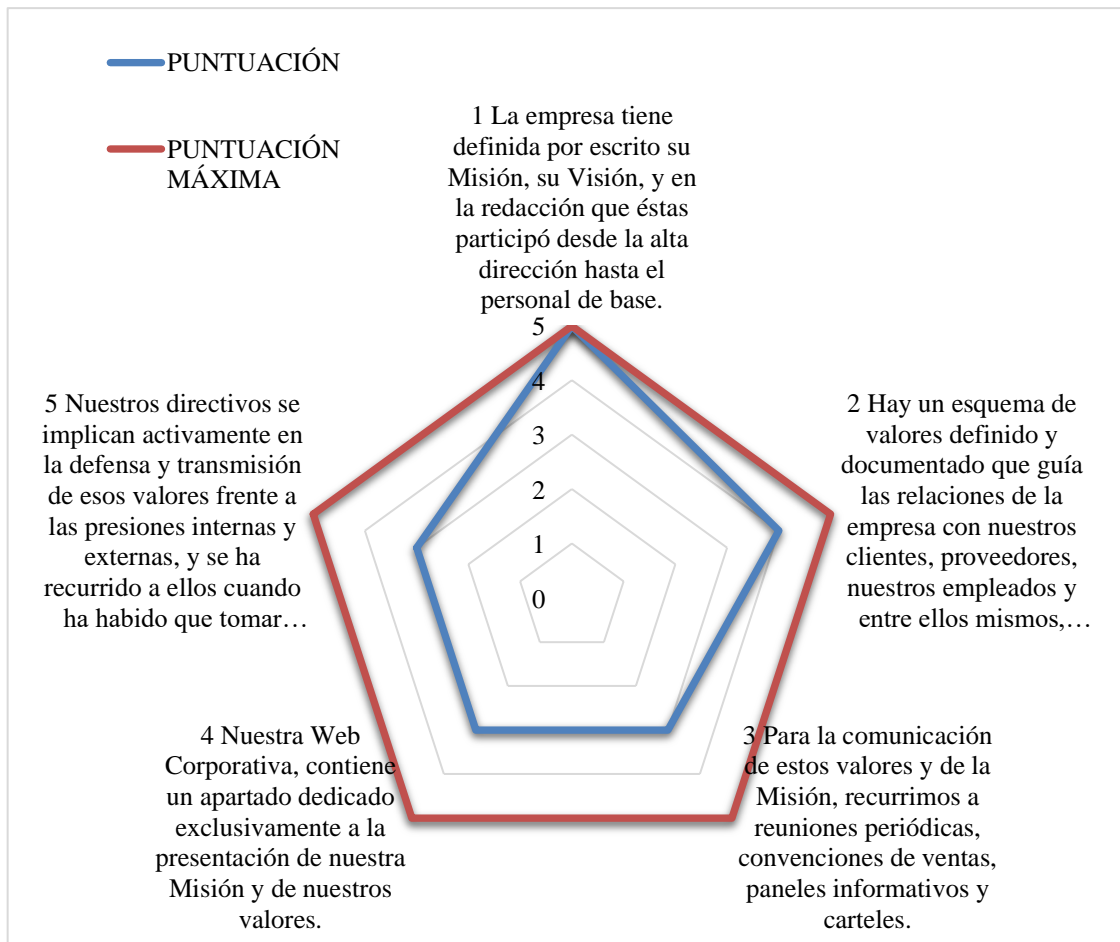 PUNTUACIÓN
PUNTUACIÓN
MÁXIMA
1 La empresa tiene
definida por escrito su
Misión, su Visión, y en
la redacción que éstas
participó desde la alta
dirección hasta el
personal de base.
5
4
3
2
1
0
2 Hay un esquema de
valores definido y
documentado que guía
las relaciones de la
empresa con nuestros
clientes, proveedores,
nuestros empleados y
entre ellos mismos,…
3 Para la comunicación
de estos valores y de la
Misión, recurrimos a
reuniones periódicas,
convenciones de ventas,
paneles informativos y
carteles.
4 Nuestra Web
Corporativa, contiene
un apartado dedicado
exclusivamente a la
presentación de nuestra
Misión y de nuestros
valores.
5 Nuestros directivos se
implican activamente en
la defensa y transmisión
de esos valores frente a
las presiones internas y
externas, y se ha
recurrido a ellos cuando
ha habido que tomar…